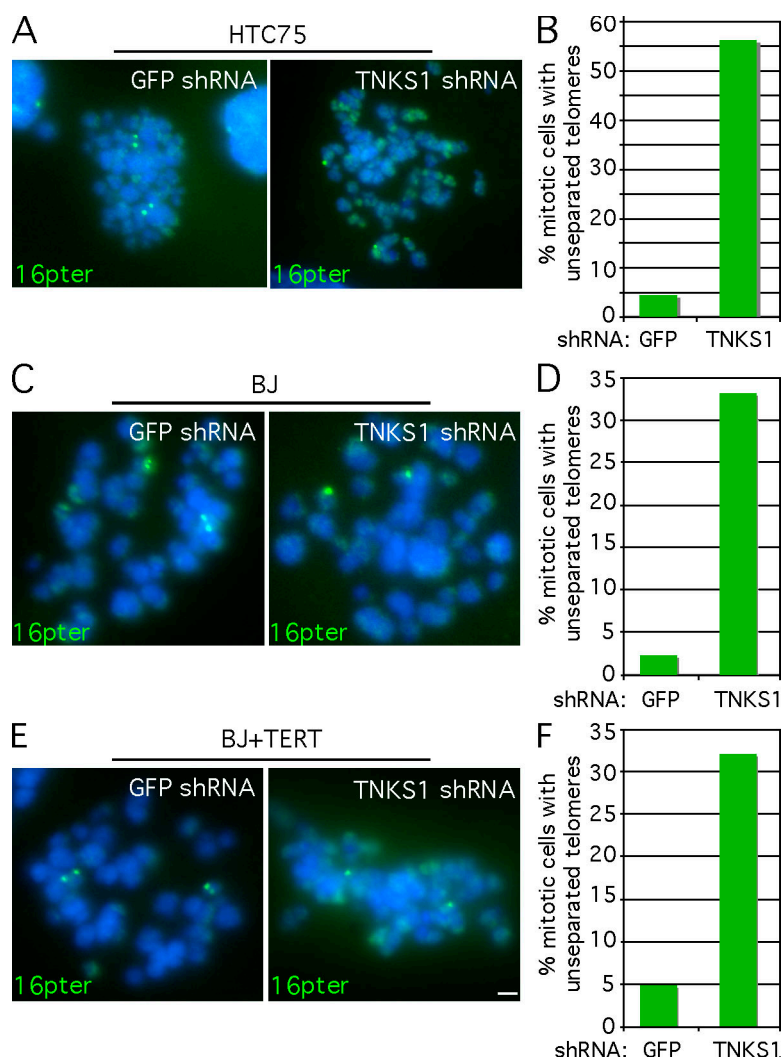 A
HTC75
GFP shRNA
TNKS1 shRNA
16pter
16pter
B
% mitotic cells with
unseparated telomeres
60
50
40
30
20
10
0
shRNA: GFP TNKS1
C
BJ
GFP shRNA
TNKS1 shRNA
16pter
16pter
D
% mitotic cells with
unseparated telomeres
35
30
25
20
15
10
5
0
shRNA: GFP TNKS1
E
BJ+TERT
GFP shRNA
TNKS1 shRNA
16pter
16pter
F
% mitotic cells with
unseparated telomeres
35
30
25
20
15
10
5
0
shRNA: GFP TNKS1